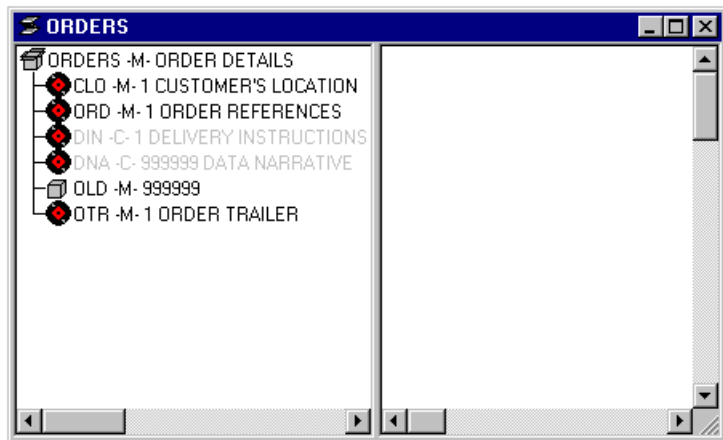 ORDERS
ORDERS -M- ORDER DETAILS
CLO -M- 1 CUSTOMER'S LOCATION
ORD -M- 1 ORDER REFERENCES
DIN -C- 1 DELIVERY INSTRUCTIONS
DNA -C- 999999 DATA NARRATIVE
OLD -M- 999999
OTR -M- 1 ORDER TRAILER